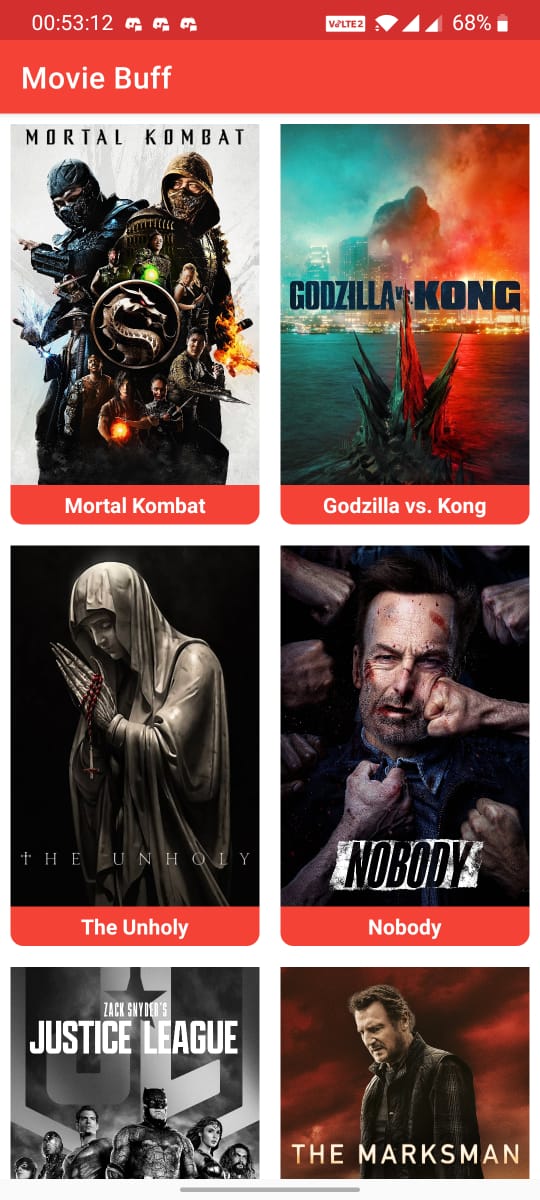 00:53:12 VoLTE2 68%
Movie Buff
MORTAL KOMBAT
GODZILLA VS. KONG
Mortal Kombat
Godzilla vs. Kong
THE UNHOLY
NOBODY
The Unholy
Nobody
ZACK SNYDER'S
JUSTICE LEAGUE
THE MARKSMAN